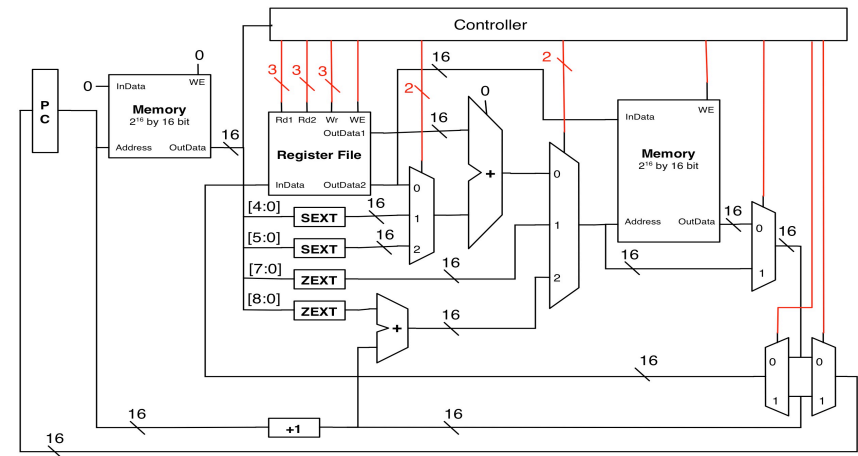 Controller
0
16
2
3
3
3
2
16
0
InData
WE
Memory
2¹⁶ by 16 bit
Address
OutData
16
P
C
Rd1
Rd2
Wr
WE
OutData1
Register File
InData
OutData2
16
0
+
0
1
2
[4:0]
SEXT
16
[5:0]
SEXT
16
[7:0]
ZEXT
16
[8:0]
ZEXT
+
16
0
1
2
InData
WE
Memory
2¹⁶ by 16 bit
Address
OutData
16
0
1
16
16
0
1
0
1
16
16
+1
16
16